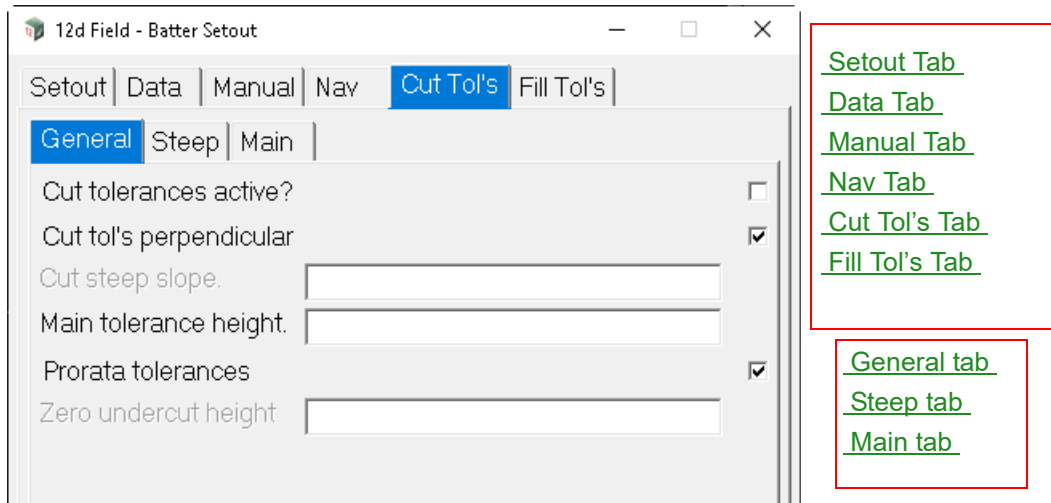 12d Field - Batter Setout
Setout Data Manual Nav Cut Tol's Fill Tol's
General Steep Main
Cut tolerances active?
Cut tol's perpendicular
Cut steep slope.
Main tolerance height.
Prorata tolerances
Zero undercut height
Setout Tab
Data Tab
Manual Tab
Nav Tab
Cut Tol’s Tab
Fill Tol’s Tab
General tab
Steep tab
Main tab